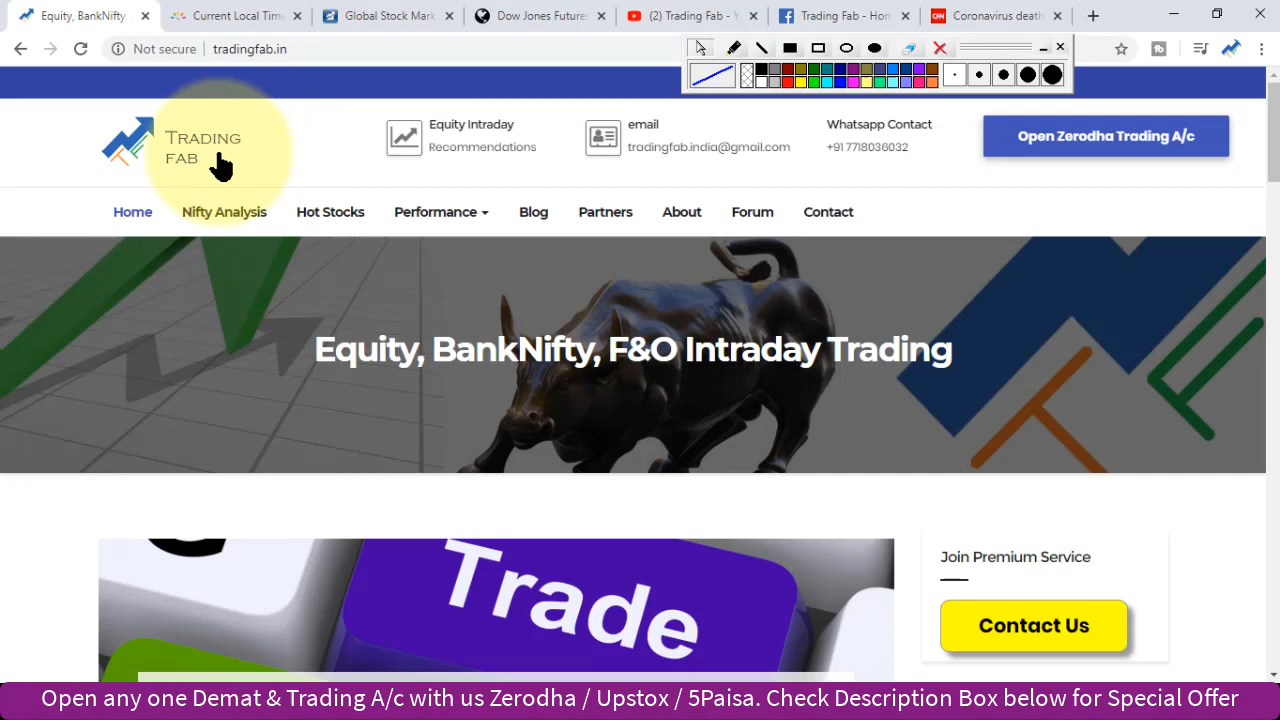 Equity, BankNifty,
Current Local Tim
Global Stock Mark
Dow Jones Future
(2) Trading Fab - Y
Trading Fab - Hom
Coronavirus death
Not secure
tradingfab.in
TRADING
FAB
Equity Intraday
Recommendations
email
tradingfab.india@gmail.com
Whatsapp Contact
+91 7718036032
Open Zerodha Trading A/c
Home
Nifty Analysis
Hot Stocks
Performance
Blog
Partners
About
Forum
Contact
Equity, BankNifty, F&O Intraday Trading
Trade
Join Premium Service
Contact Us
Open any one Demat & Trading A/c with us Zerodha / Upstox / 5Paisa. Check Description Box below for Special Offer